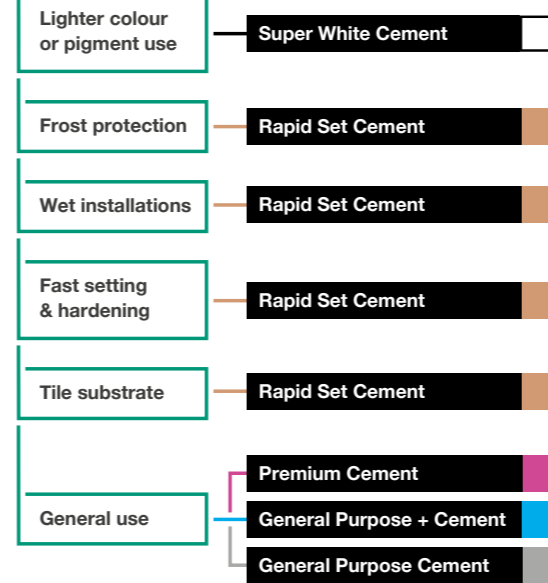 Lighter colour
or pigment use
Super White Cement
Frost protection
Rapid Set Cement
Wet installations
Rapid Set Cement
Fast setting
& hardening
Rapid Set Cement
Tile substrate
Rapid Set Cement
General use
Premium Cement
General Purpose + Cement
General Purpose Cement